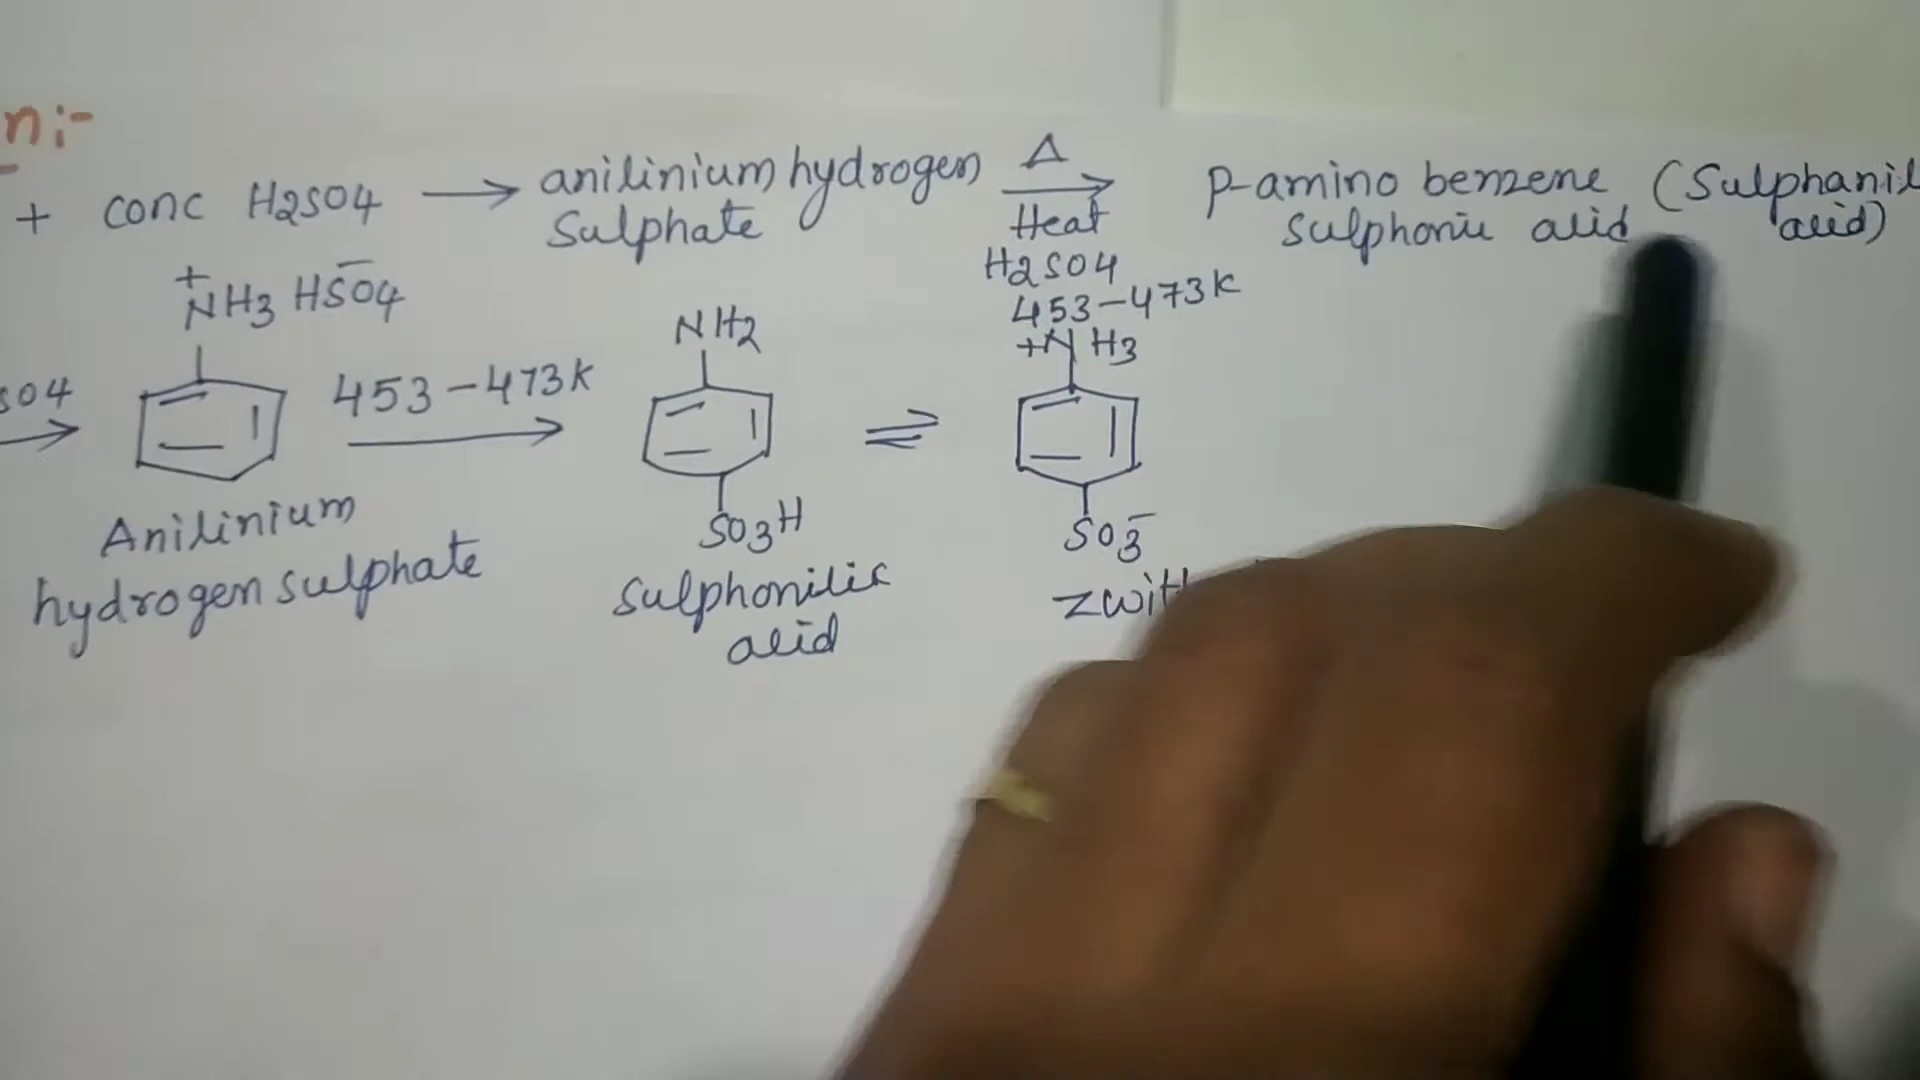 n:-
+ conc H2SO4 → anilinium hydrogen Δ p-amino benzene (Sulphanil
Sulphate Heat Sulphonic acid acid)
H2SO4
453-473K
+NH3 HSO4-
NH2
+NH3
SO4
453-473K
⇌
SO3H
SO3-
Anilinium
hydrogen sulphate
Sulphonilic
acid
zwitt